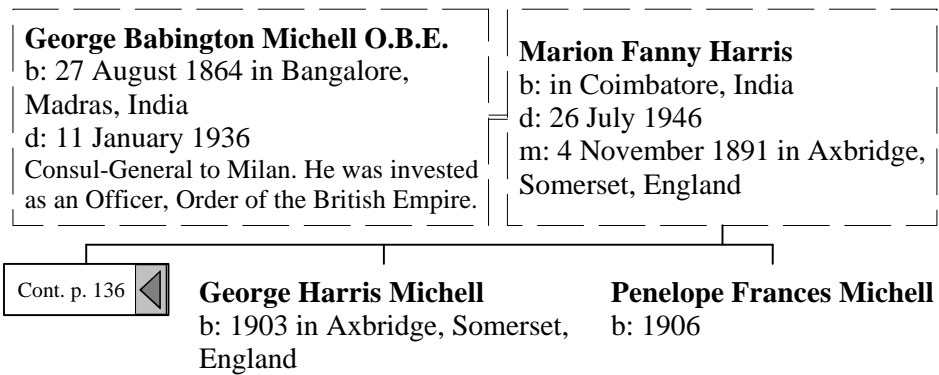 George Babington Michell O.B.E.
b: 27 August 1864 in Bangalore,
Madras, India
d: 11 January 1936
Consul-General to Milan. He was invested
as an Officer, Order of the British Empire.
Marion Fanny Harris
b: in Coimbatore, India
d: 26 July 1946
m: 4 November 1891 in Axbridge,
Somerset, England
Cont. p. 136
George Harris Michell
b: 1903 in Axbridge, Somerset,
England
Penelope Frances Michell
b: 1906